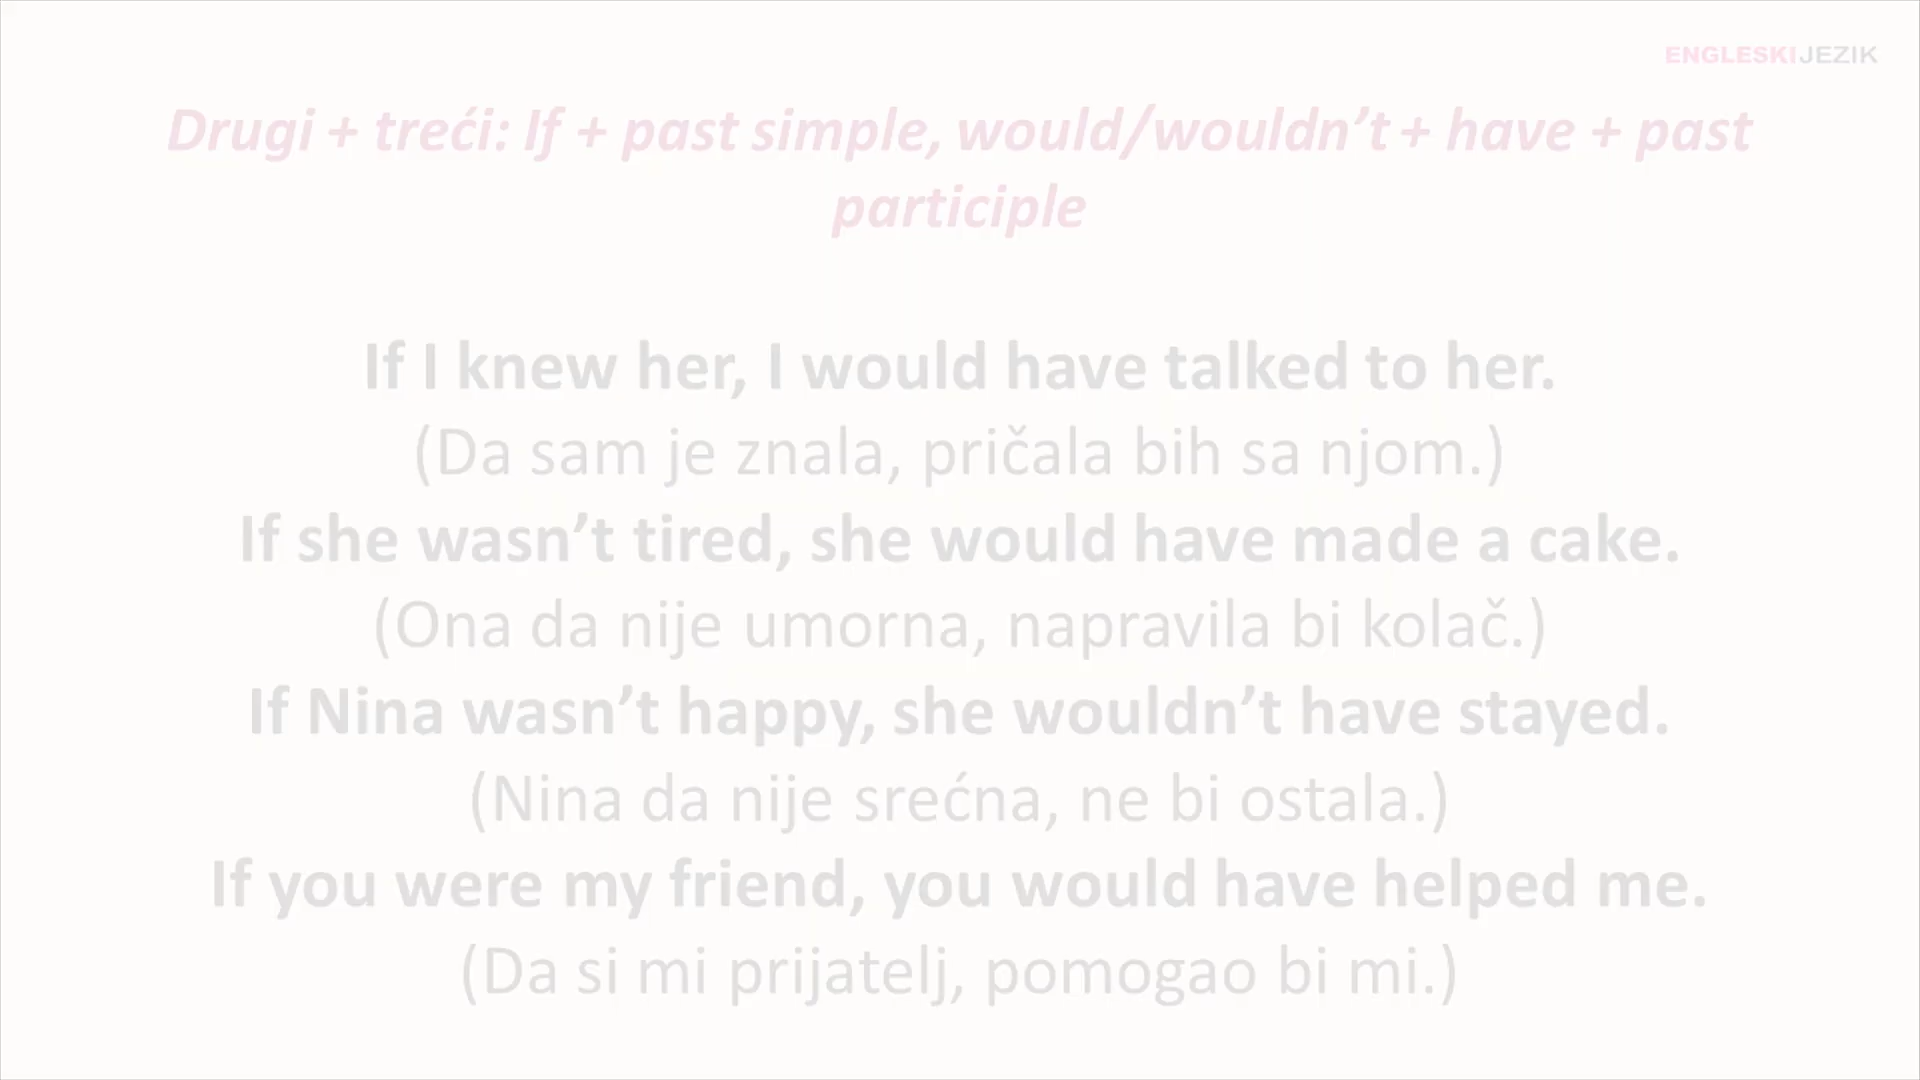 ENGLESKIJEZIK
Drugi + treći: If + past simple, would/wouldn’t + have + past
participle
If I knew her, I would have talked to her.
(Da sam je znala, pričala bih sa njom.)
If she wasn’t tired, she would have made a cake.
(Ona da nije umorna, napravila bi kolač.)
If Nina wasn’t happy, she wouldn’t have stayed.
(Nina da nije srećna, ne bi ostala.)
If you were my friend, you would have helped me.
(Da si mi prijatelj, pomogao bi mi.)